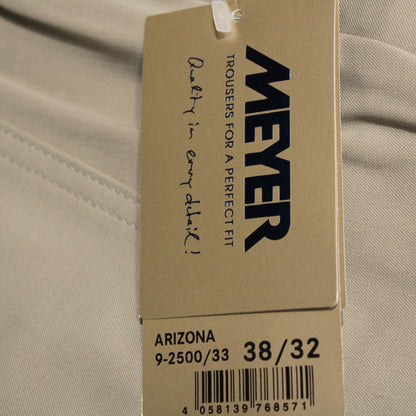 MEYER
TROUSERS FOR A PERFECT FIT
Quality in every detail!
ARIZONA
9-2500/33 38/32
4 058139 768571